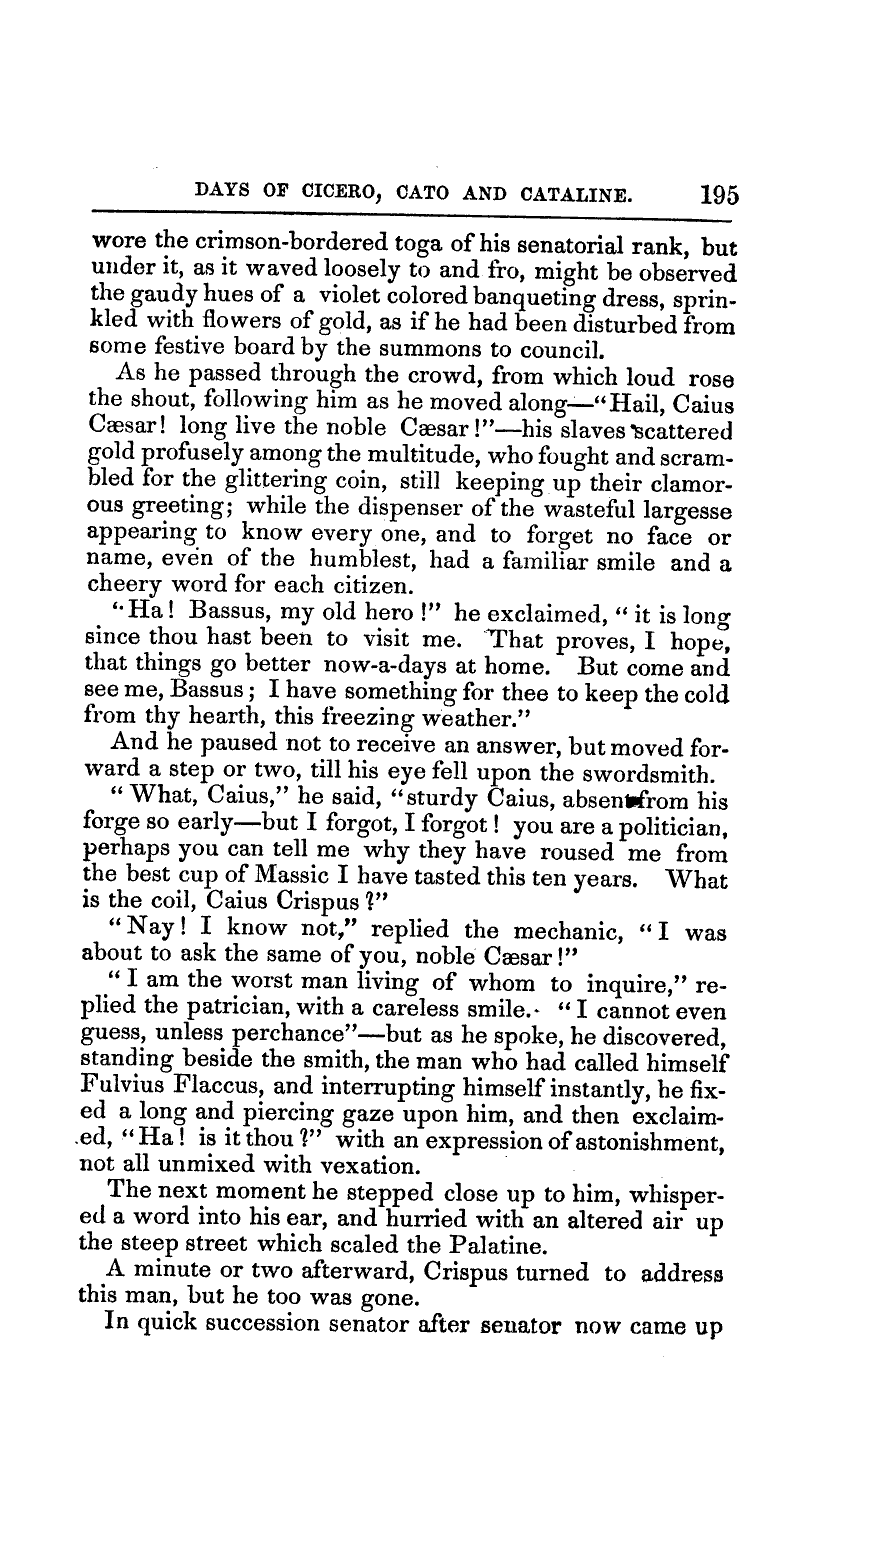 DAYS OF CICERO, CATO AND CATALINE. 195
wore the crimson-bordered toga of his senatorial rank, but
under it, as it waved loosely to and fro, might be observed
the gaudy hues of a violet colored banqueting dress, sprin-
kled with flowers of gold, as if he had been disturbed from
some festive board by the summons to council.
As he passed through the crowd, from which loud rose
the shout, following him as he moved along—“Hail, Caius
Cæsar! long live the noble Cæsar!”—his slaves scattered
gold profusely among the multitude, who fought and scram-
bled for the glittering coin, still keeping up their clamor-
ous greeting; while the dispenser of the wasteful largesse
appearing to know every one, and to forget no face or
name, even of the humblest, had a familiar smile and a
cheery word for each citizen.
“Ha! Bassus, my old hero!” he exclaimed, “it is long
since thou hast been to visit me. That proves, I hope,
that things go better now-a-days at home. But come and
see me, Bassus; I have something for thee to keep the cold
from thy hearth, this freezing weather.”
And he paused not to receive an answer, but moved for-
ward a step or two, till his eye fell upon the swordsmith.
“What, Caius,” he said, “sturdy Caius, absent from his
forge so early—but I forgot, I forgot! you are a politician,
perhaps you can tell me why they have roused me from
the best cup of Massic I have tasted this ten years. What
is the coil, Caius Crispus?”
“Nay! I know not,” replied the mechanic, “I was
about to ask the same of you, noble Cæsar!”
“I am the worst man living of whom to inquire,” re-
plied the patrician, with a careless smile. “I cannot even
guess, unless perchance”—but as he spoke, he discovered,
standing beside the smith, the man who had called himself
Fulvius Flaccus, and interrupting himself instantly, he fix-
ed a long and piercing gaze upon him, and then exclaim-
ed, “Ha! is it thou?” with an expression of astonishment,
not all unmixed with vexation.
The next moment he stepped close up to him, whisper-
ed a word into his ear, and hurried with an altered air up
the steep street which scaled the Palatine.
A minute or two afterward, Crispus turned to address
this man, but he too was gone.
In quick succession senator after senator now came up